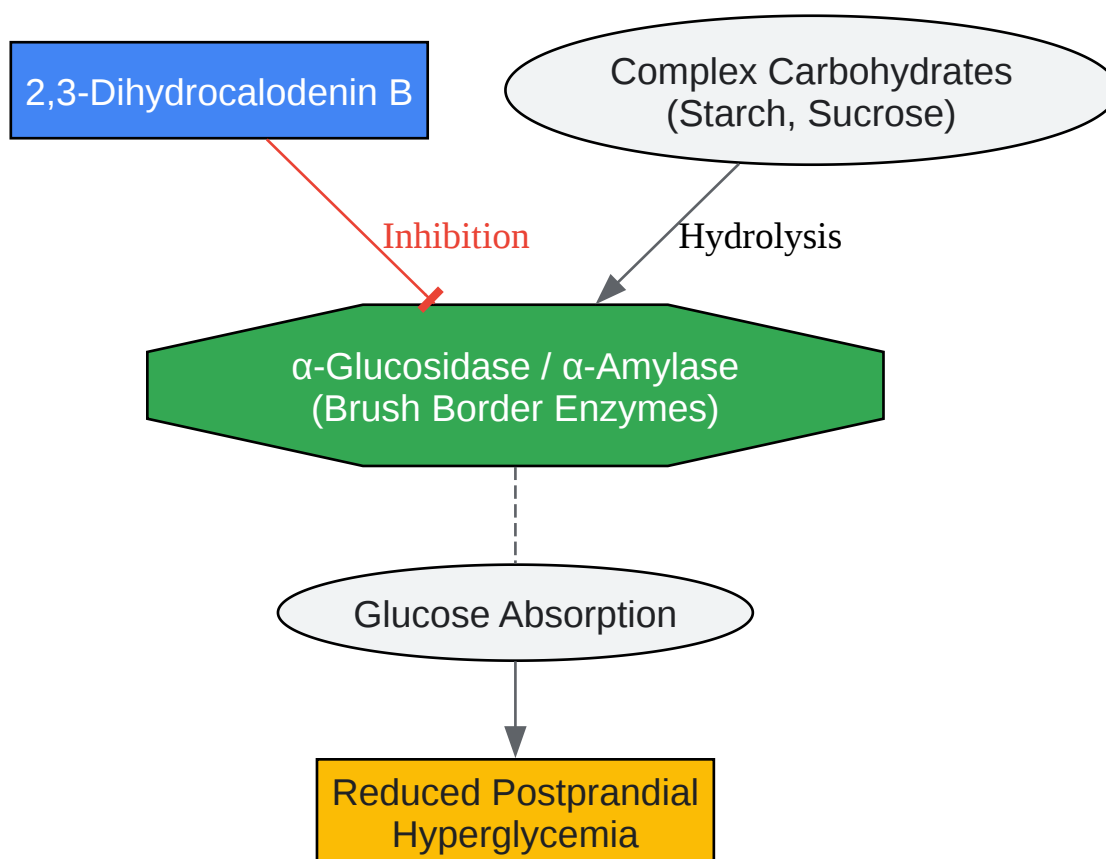 2,3-Dihydrocalodenin B
Complex Carbohydrates
(Starch, Sucrose)
Inhibition
Hydrolysis
α-Glucosidase / α-Amylase
(Brush Border Enzymes)
Glucose Absorption
Reduced Postprandial
Hyperglycemia